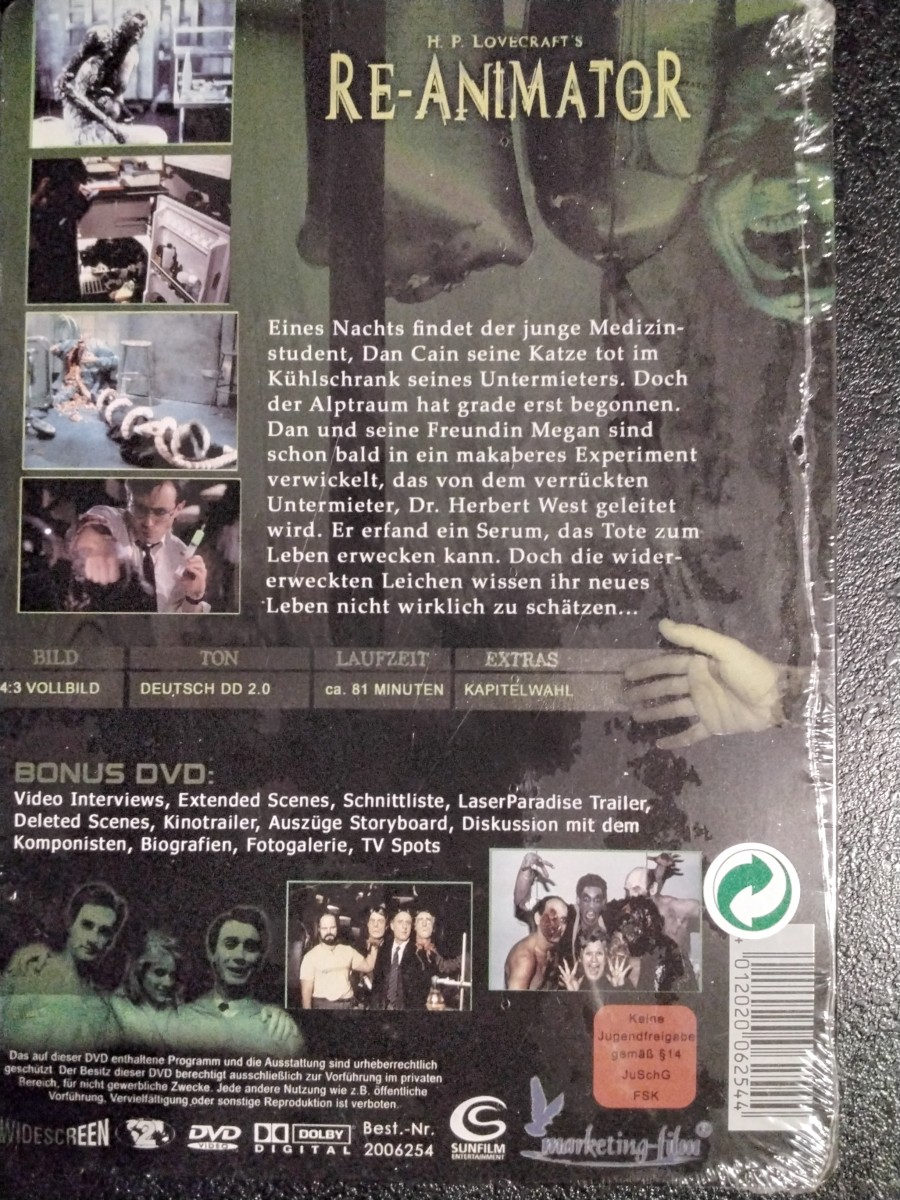 H. P. LOVECRAFT'S
RE-ANIMATOR
Eines Nachts findet der junge Medizin-
student, Dan Cain seine Katze tot im
Kühlschrank seines Untermieters. Doch
der Alptraum hat grade erst begonnen.
Dan und seine Freundin Megan sind
schon bald in ein makaberes Experiment
verwickelt, das von dem verrückten
Untermieter, Dr. Herbert West geleitet
wird. Er erfand ein Serum, das Tote zum
Leben erwecken kann. Doch die wider-
erweckten Leichen wissen ihr neues
Leben nicht wirklich zu schätzen...
BILD TON LAUFZEIT EXTRAS
4:3 VOLLBILD DEUTSCH DD 2.0 ca. 81 MINUTEN KAPITELWAHL
BONUS DVD:
Video Interviews, Extended Scenes, Schnittliste, LaserParadise Trailer,
Deleted Scenes, Kinotrailer, Auszüge Storyboard, Diskussion mit dem
Komponisten, Biografien, Fotogalerie, TV Spots
Keine
Jugendfreigabe
gemäß §14
JuSchG
FSK
+ 012020 062544
Das auf dieser DVD enthaltene Programm und die Ausstattung sind urheberrechtlich
geschützt. Der Besitz dieser DVD berechtigt ausschließlich zur Vorführung im privaten
Bereich, für nicht gewerbliche Zwecke. Jede andere Nutzung wie z.B. öffentliche
Vorführung, Vervielfältigung oder sonstige Reproduktion ist verboten.
WIDESCREEN 2 DVD VIDEO DOLBY DIGITAL Best.-Nr. 2006254 SUNFILM ENTERTAINMENT marketing-film